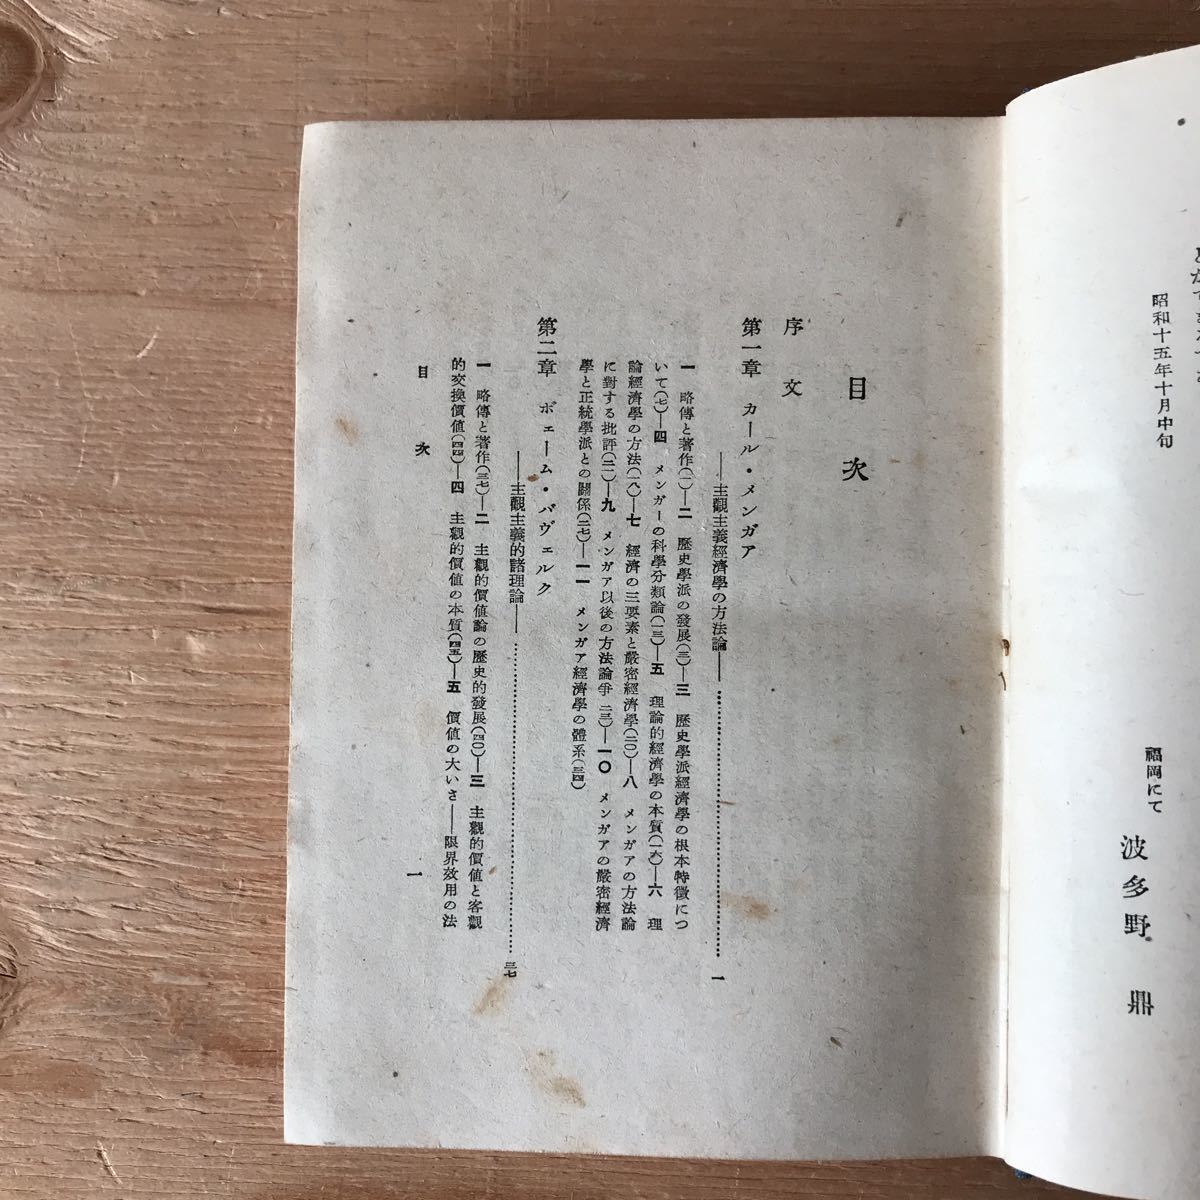 昭和十五年十月中旬
福岡にて
波多野 鼎
目次
序文
第一章 カール・メンガア
——主觀主義經濟學の方法論——…………一
一 略傳と著作(一)—二 歷史學派の發展(三)—三 歷史學派經濟學の根本特徵につ
いて(七)—四 メンガーの科學分類論(一三)—五 理論的經濟學の本質(一六)—六 理
論經濟學の方法(一八)—七 經濟の三要素と嚴密經濟學(二〇)—八 メンガアの方法論
に對する批評(二一)—九 メンガア以後の方法論爭 二三)—一〇 メンガアの嚴密經濟
學と正統學派との關係(二七)—一一 メンガア經濟學の體系(三四)
第二章 ボェーム・バヴェルク
——主觀主義的諸理論——…………三七
一 略傳と著作(三七)—二 主觀的價値論の歷史的發展(四〇)—三 主觀的價値と客觀
的交換價値(四四)—四 主觀的價値の本質(四五)—五 價値の大いさ——限界效用の法
目次
一